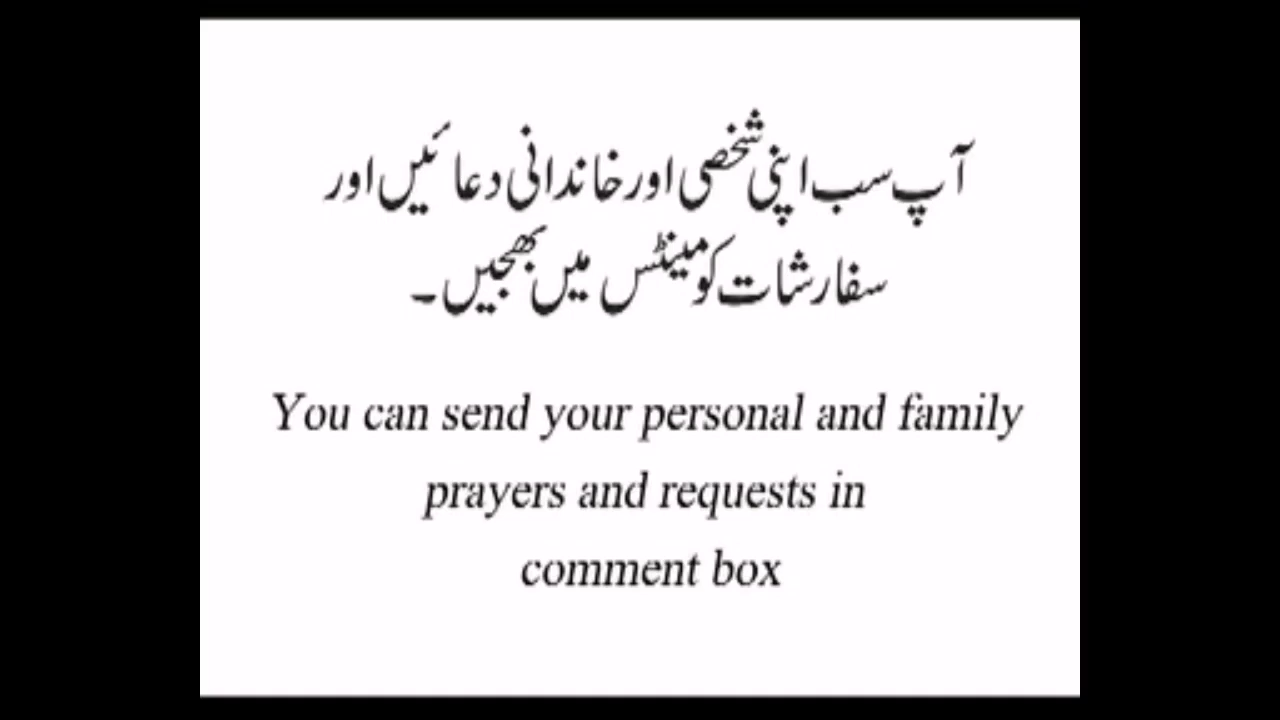 آپ سب اپنی شخصی اور خاندانی دعائیں اور
سفارشات کومینٹس میں بھجیں۔
You can send your personal and family
prayers and requests in
comment box